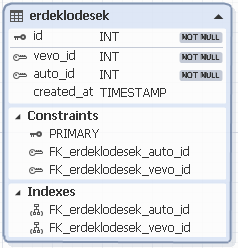 erdeklodesek
id INT NOT NULL
vevo_id INT NOT NULL
auto_id INT NOT NULL
created_at TIMESTAMP
Constraints
PRIMARY
FK_erdeklodesek_auto_id
FK_erdeklodesek_vevo_id
Indexes
FK_erdeklodesek_auto_id
FK_erdeklodesek_vevo_id